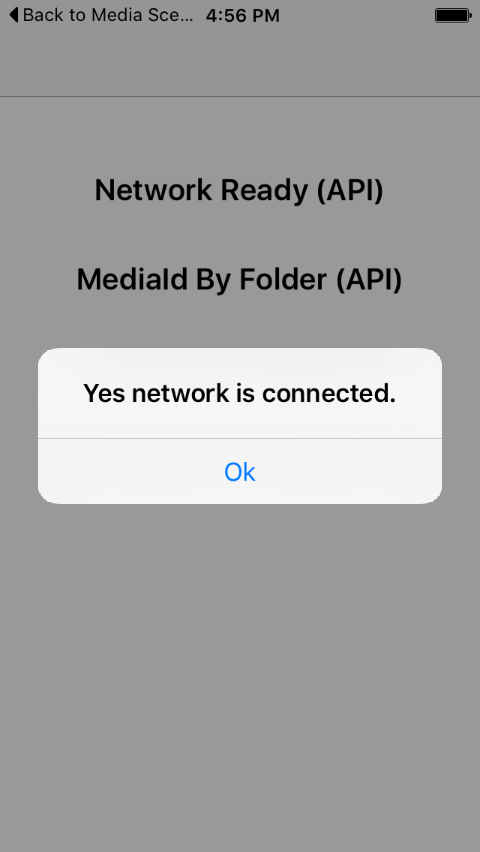 Back to Media Sce... 4:56 PM
Network Ready (API)
MediaId By Folder (API)
Yes network is connected.
Ok